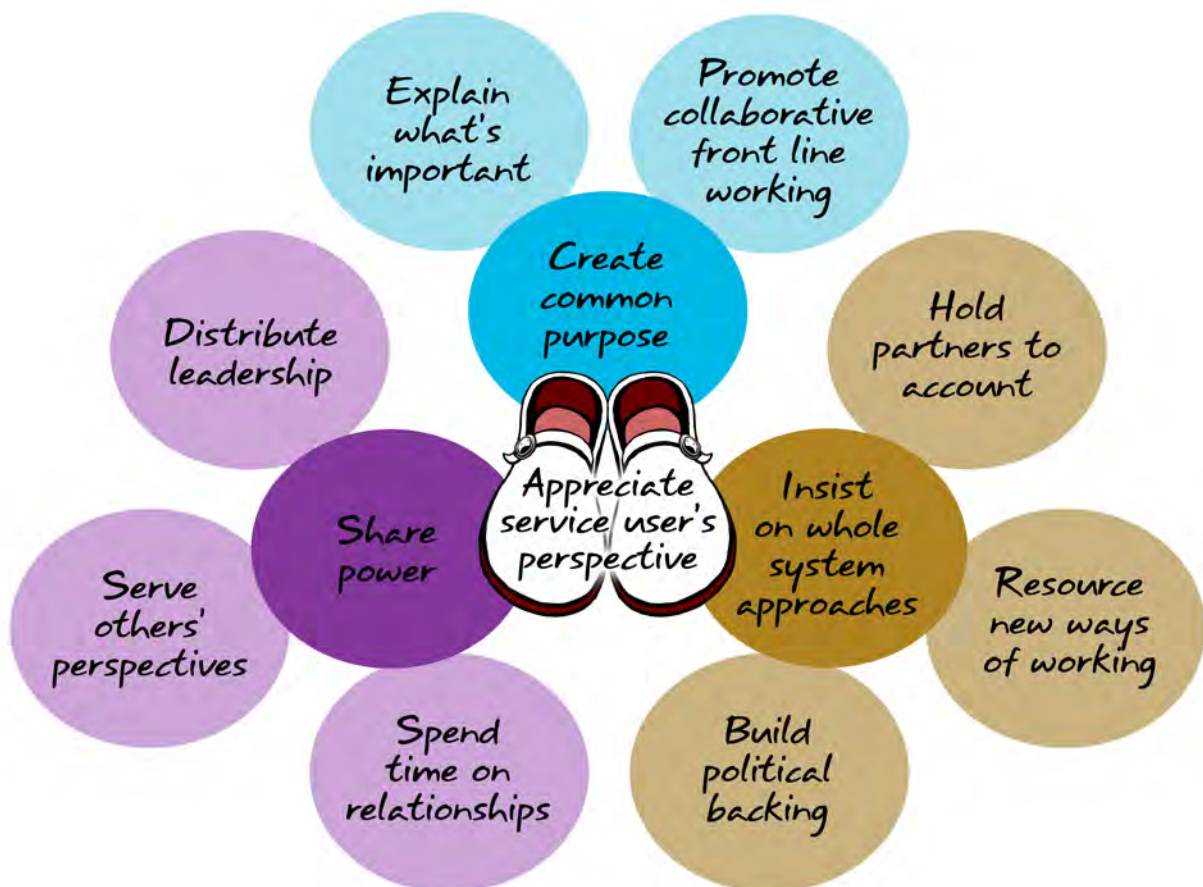 Explain
what's
important
Promote
collaborative
front line
working
Create
common
purpose
Distribute
leadership
Hold
partners to
account
Share
power
Appreciate
service user's
perspective
Insist
on whole
system
approaches
Serve
others'
perspectives
Resource
new ways
of working
Spend
time on
relationships
Build
political
backing